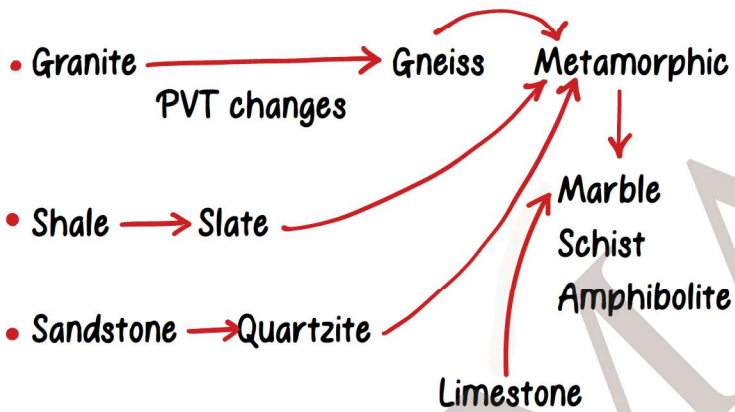 • Granite → Gneiss Metamorphic
PVT changes
• Shale → Slate
Marble
Schist
• Sandstone → Quartzite
Amphibolite
Limestone